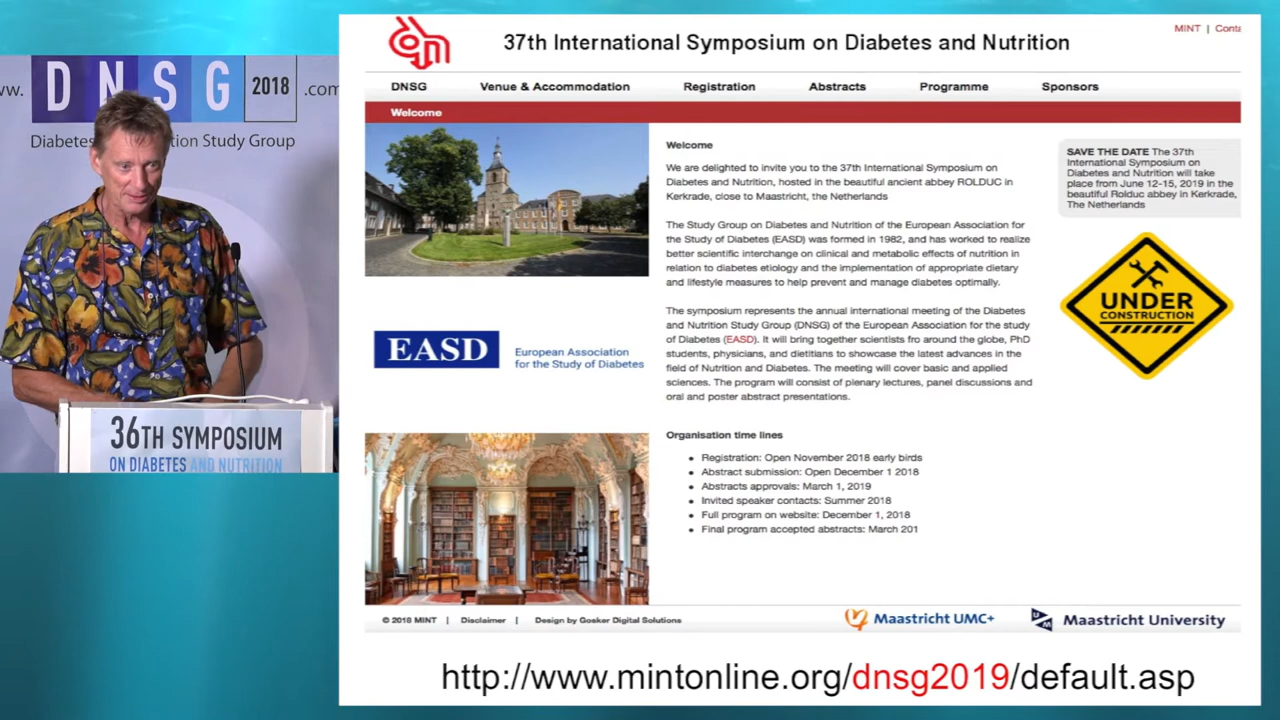 ww.
DNSG
2018
.com
Diabetes
ion Study Group
36TH SYMPOSIUM
ON DIABETES AND NUTRITION
37th International Symposium on Diabetes and Nutrition
MINT | Conta
DNSG Venue & Accommodation Registration Abstracts Programme Sponsors
Welcome
Welcome
We are delighted to invite you to the 37th International Symposium on
Diabetes and Nutrition, hosted in the beautiful ancient abbey ROLDUC in
Kerkrade, close to Maastricht, the Netherlands
The Study Group on Diabetes and Nutrition of the European Association for
the Study of Diabetes (EASD) was formed in 1982, and has worked to realize
better scientific interchange on clinical and metabolic effects of nutrition in
relation to diabetes etiology and the implementation of appropriate dietary
and lifestyle measures to help prevent and manage diabetes optimally.
The symposium represents the annual international meeting of the Diabetes
and Nutrition Study Group (DNSG) of the European Association for the study
of Diabetes (EASD). It will bring together scientists fro around the globe, PhD
students, physicians, and dietitians to showcase the latest advances in the
field of Nutrition and Diabetes. The meeting will cover basic and applied
sciences. The program will consist of plenary lectures, panel discussions and
oral and poster abstract presentations.
Organisation time lines
• Registration: Open November 2018 early birds
• Abstract submission: Open December 1 2018
• Abstracts approvals: March 1, 2019
• Invited speaker contacts: Summer 2018
• Full program on website: December 1, 2018
• Final program accepted abstracts: March 201
SAVE THE DATE The 37th
International Symposium on
Diabetes and Nutrition will take
place from June 12-15, 2019 in the
beautiful Rolduc abbey in Kerkrade,
The Netherlands
UNDER
CONSTRUCTION
EASD
European Association
for the Study of Diabetes
© 2018 MINT | Disclaimer | Design by Gosker Digital Solutions
Maastricht UMC+
UM
Maastricht University
http://www.mintonline.org/dnsg2019/default.asp